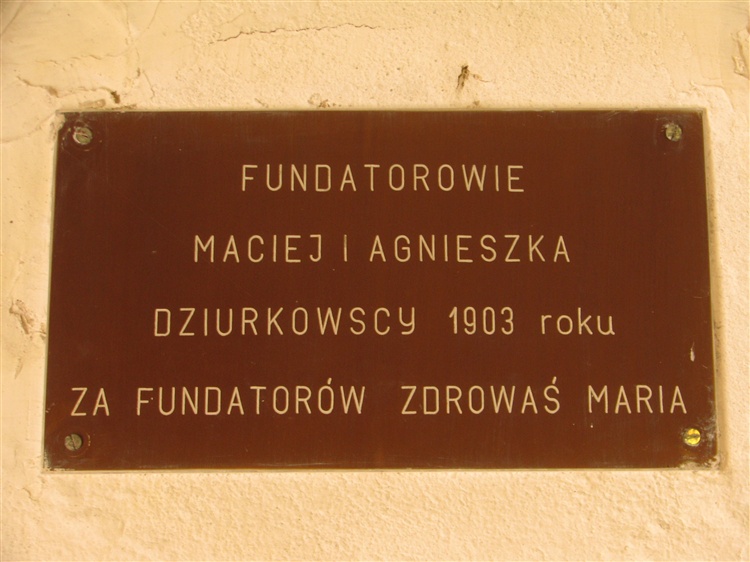 FUNDATOROWIE
MACIEJ I AGNIESZKA
DZIURKOWSCY 1903 roku
ZA FUNDATORÓW ZDROWAŚ MARIA